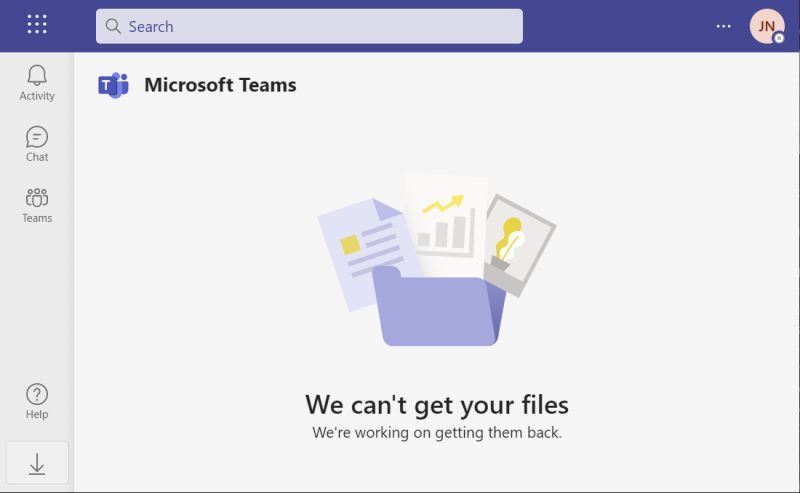 Search
JN
Activity
Chat
Teams
Help
T
Microsoft Teams
We can't get your files
We're working on getting them back.